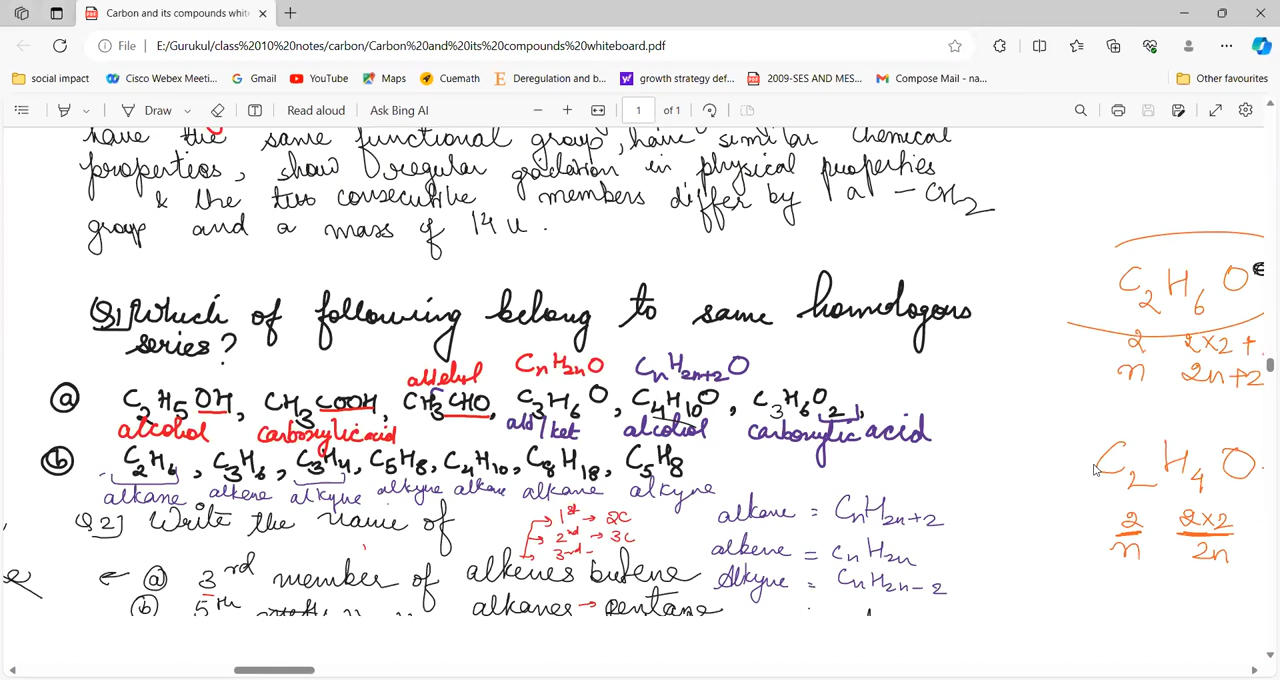 Carbon and its compounds whit
File
E:/Gurukul/class%2010%20notes/carbon/Carbon%20and%20its%20compounds%20whiteboard.pdf
social impact
Cisco Webex Meeti...
Gmail
YouTube
Maps
Cuemath
Deregulation and b...
growth strategy def...
2009-SES AND MES...
Compose Mail - na...
Other favourites
Draw
Read aloud
Ask Bing AI
1 of 1
have the same functional group, have similar chemical
properties, show regular gradation in physical properties
& the two consecutive members differ by a – CH2
group and a mass of 14 u.
C2H6O
2 2×2+
n 2n+2
Q1) Which of following belong to same homologous
series?
aldehyd CnH2nO CnH2n+2O
(a) C2H5OH, CH3COOH, CH3CHO, C3H6O, C4H10O, C3H6O2,
alcohol carboxylic acid ald/ket alcohol carboxylic acid
(b) C2H6, C3H6, C3H4, C5H8, C4H10, C8H18, C5H8
alkane alkene alkyne alkyne alkane alkane alkyne
C2H4O
2 2×2
n 2n
Q2) Write the name of
1st → 2C
2nd → 3C
3rd -
alkane = CnH2n+2
alkene = CnH2n
Alkyne = CnH2n-2
(a) 3rd member of alkenes butene
(b) 5th alkanes → pentane